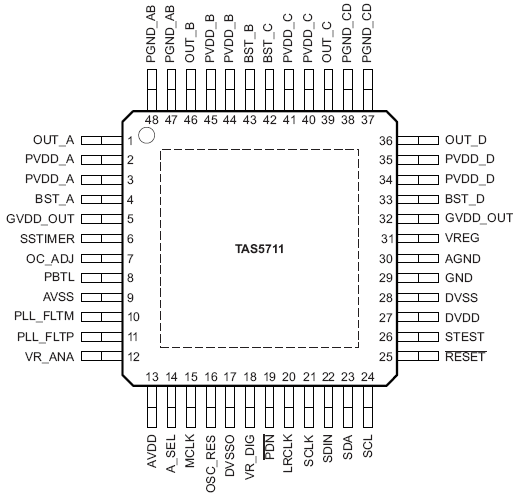 PGND_AB
PGND_AB
OUT_B
PVDD_B
PVDD_B
BST_B
BST_C
PVDD_C
PVDD_C
OUT_C
PGND_CD
PGND_CD
48 47 46 45 44 43 42 41 40 39 38 37
OUT_A 1 36 OUT_D
PVDD_A 2 35 PVDD_D
PVDD_A 3 34 PVDD_D
BST_A 4 33 BST_D
GVDD_OUT 5 32 GVDD_OUT
SSTIMER 6 31 VREG
OC_ADJ 7 TAS5711 30 AGND
PBTL 8 29 GND
AVSS 9 28 DVSS
PLL_FLTM 10 27 DVDD
PLL_FLTP 11 26 STEST
VR_ANA 12 25 RESET
13 14 15 16 17 18 19 20 21 22 23 24
AVDD
A_SEL
MCLK
OSC_RES
DVSSO
VR_DIG
PDN
LRCLK
SCLK
SDIN
SDA
SCL